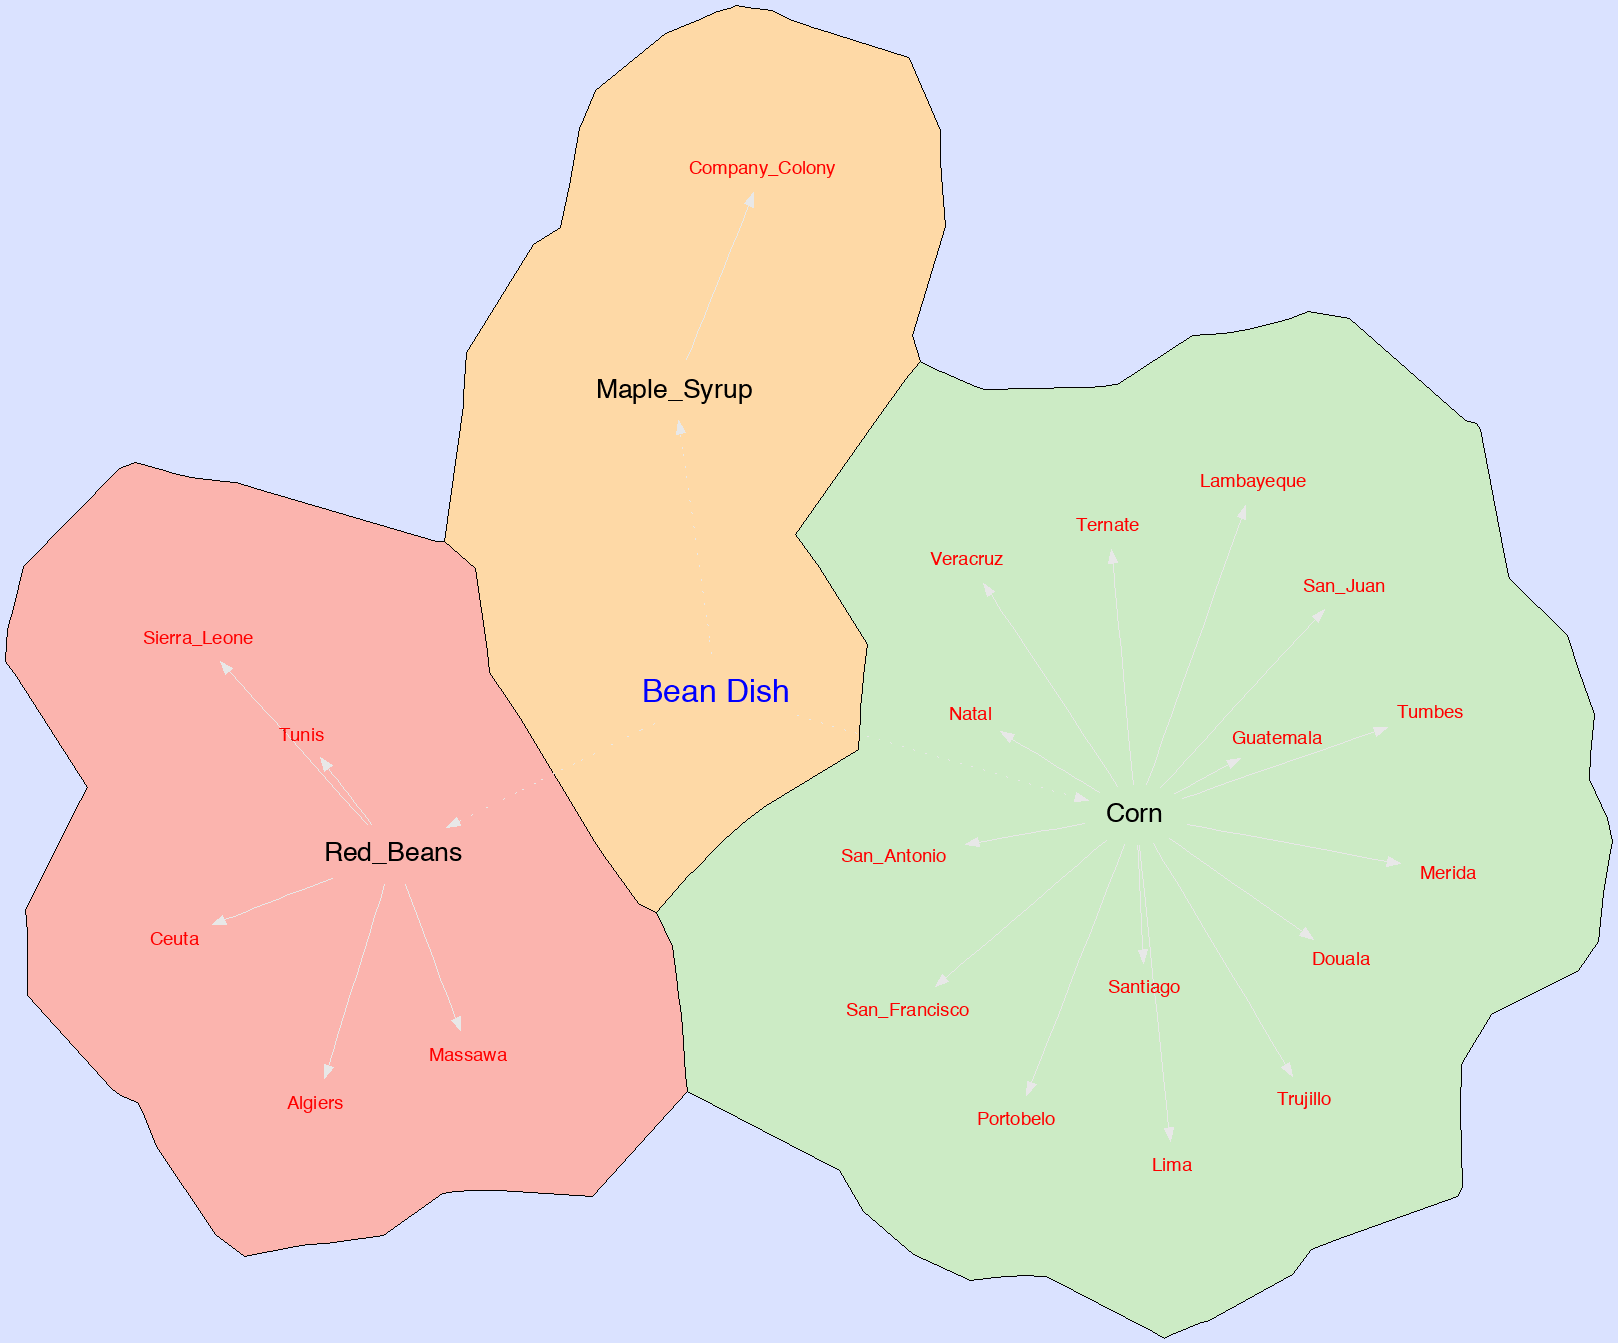 Company_Colony
Maple_Syrup
Lambayeque
Ternate
Veracruz
San_Juan
Sierra_Leone
Bean Dish
Tumbes
Natal
Tunis
Guatemala
Corn
Red_Beans
San_Antonio
Merida
Ceuta
Douala
Santiago
San_Francisco
Massawa
Algiers
Trujillo
Portobelo
Lima